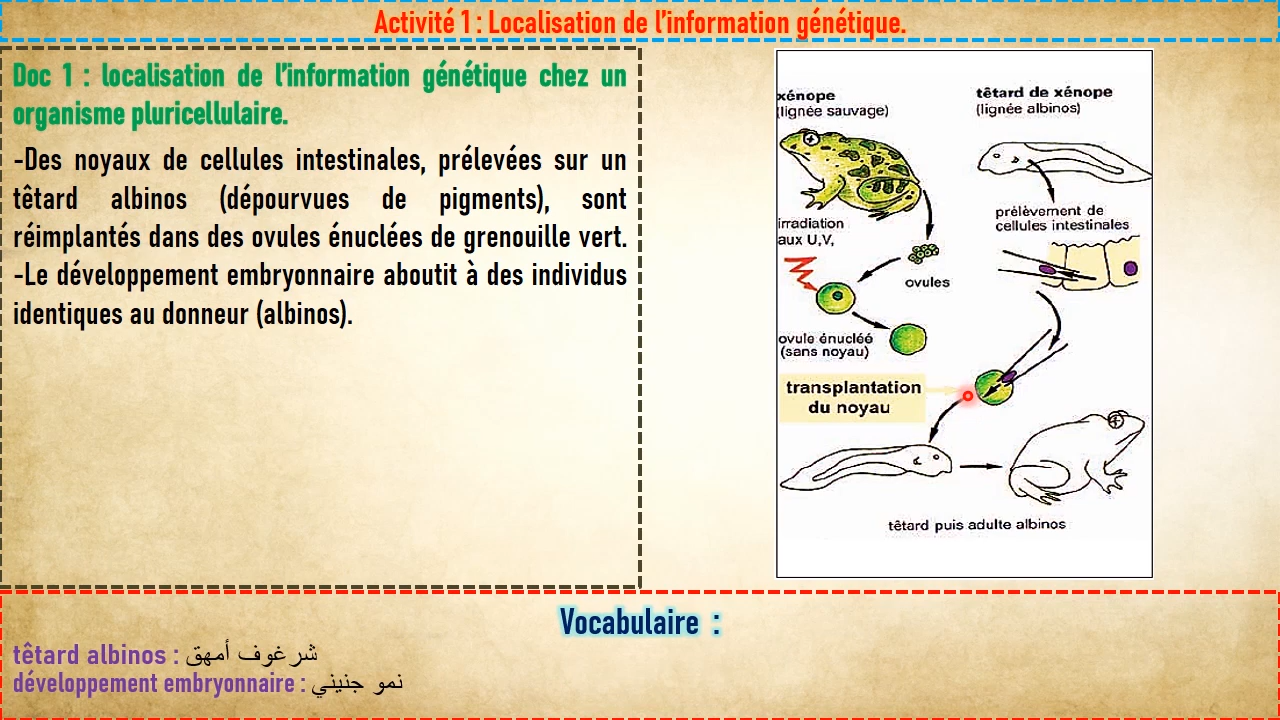 Activité 1 : Localisation de l'information génétique.
Doc 1 : localisation de l'information génétique chez un
organisme pluricellulaire.
-Des noyaux de cellules intestinales, prélevées sur un
têtard albinos (dépourvues de pigments), sont
réimplantés dans des ovules énuclées de grenouille vert.
-Le développement embryonnaire aboutit à des individus
identiques au donneur (albinos).
xénope
(lignée sauvage)
têtard de xénope
(lignée albinos)
prélèvement de
cellules intestinales
irradiation
aux U,V,
ovules
ovule énucléé
(sans noyau)
transplantation
du noyau
têtard puis adulte albinos
Vocabulaire :
têtard albinos : شرغوف أمهق
développement embryonnaire : نمو جنيني